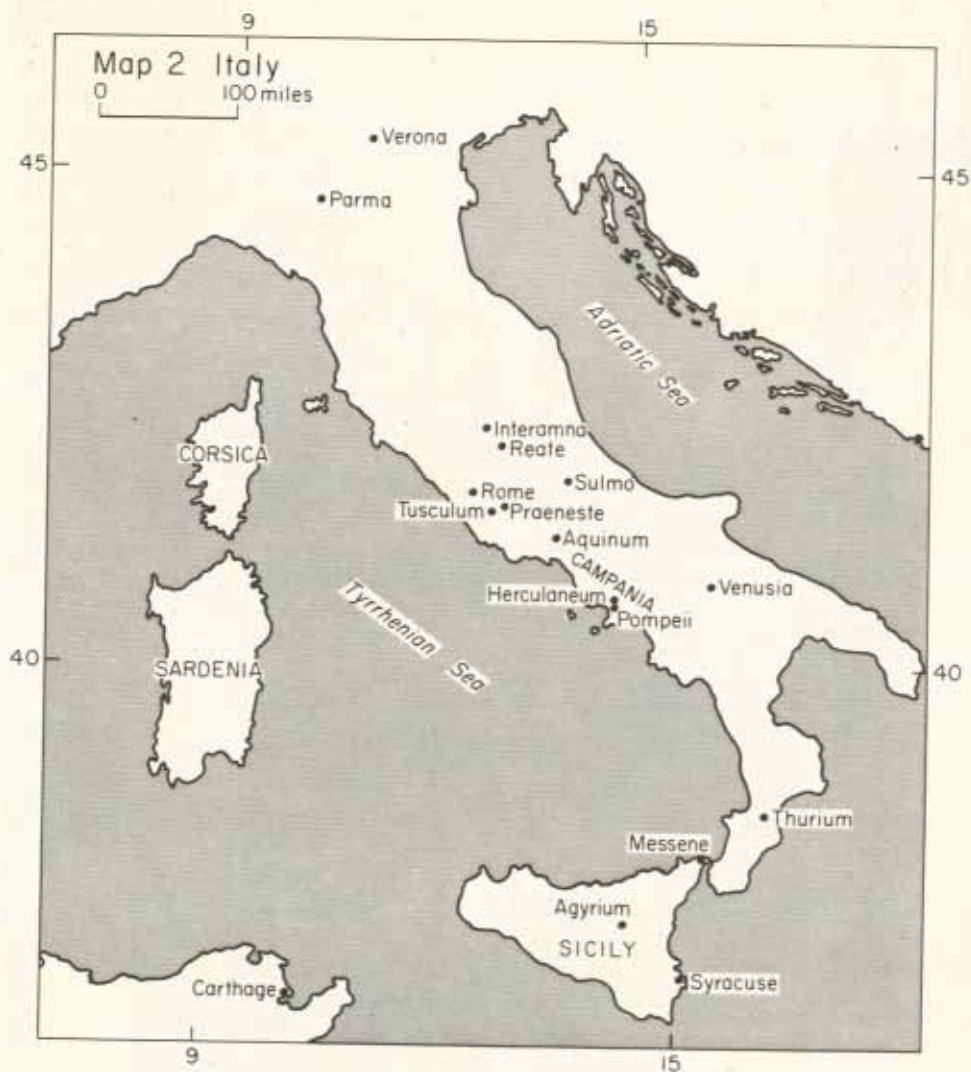 9 15
Map 2 Italy
0 100 miles
Verona
45 45
Parma
Adriatic Sea
Interamna
Reate
CORSICA
Sulmo
Rome
Tusculum Praeneste
Aquinum
CAMPANIA
Herculaneum Venusia
Pompeii
Tyrrhenian Sea
40 40
SARDENIA
Thurium
Messene
Agyrium
SICILY
Carthage Syracuse
9 15